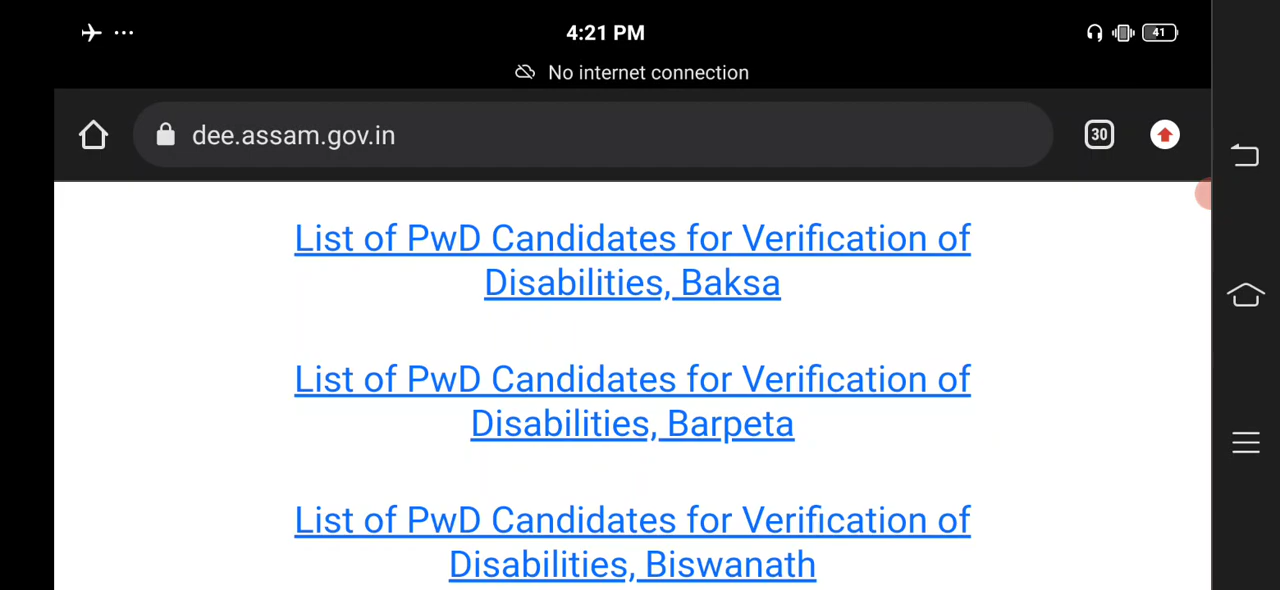 4:21 PM
41
No internet connection
dee.assam.gov.in
30
List of PwD Candidates for Verification of
Disabilities, Baksa
List of PwD Candidates for Verification of
Disabilities, Barpeta
List of PwD Candidates for Verification of
Disabilities, Biswanath